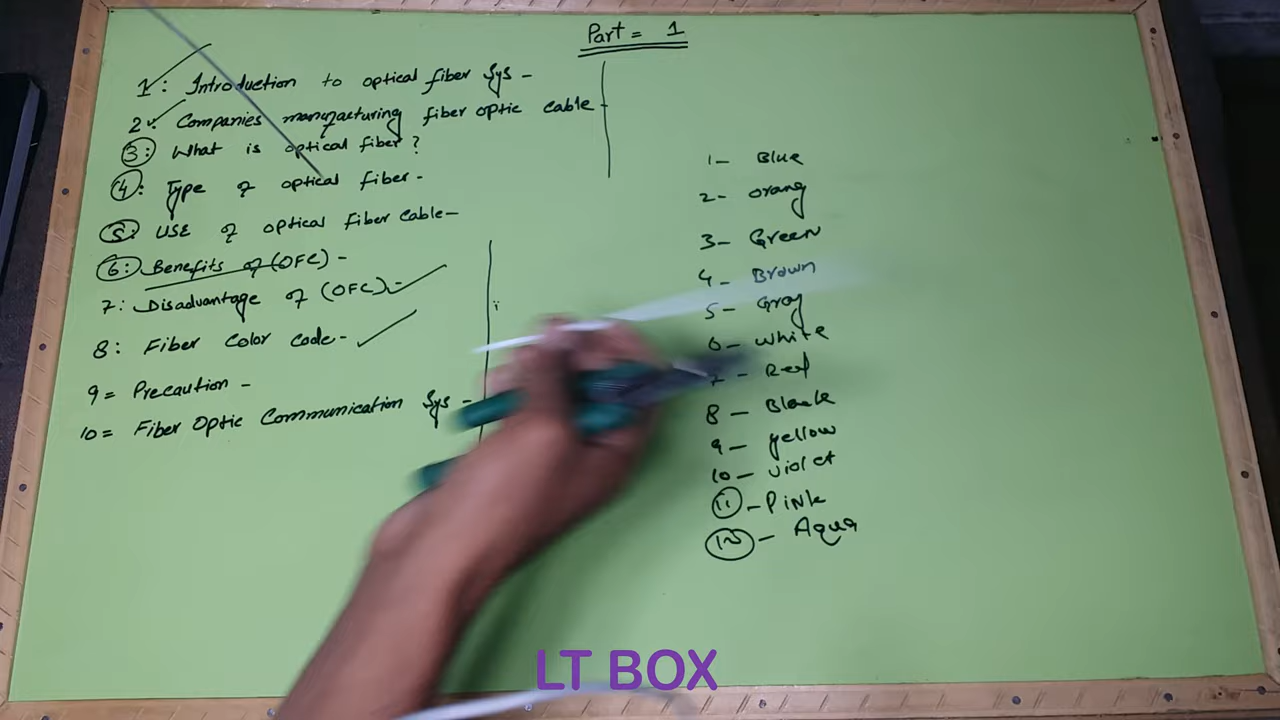 Part = 1
1: Introduction to optical fiber Sys -
2: Companies manufacturing fiber optic cable -
3: What is optical fiber ?
4: Type of optical fiber -
5: USE of optical fiber cable -
6: Benefits of (OFC) -
7: Disadvantage of (OFC) -
8: Fiber Color Code -
9 = Precaution -
10 = Fiber Optic Communication Sys -
1 - Blue
2 - Orang
3 - Green
4 - Brown
5 - Gray
6 - White
7 - Red
8 - Black
9 - yellow
10 - violet
11 - PiNk
12 - Aqua
LT BOX